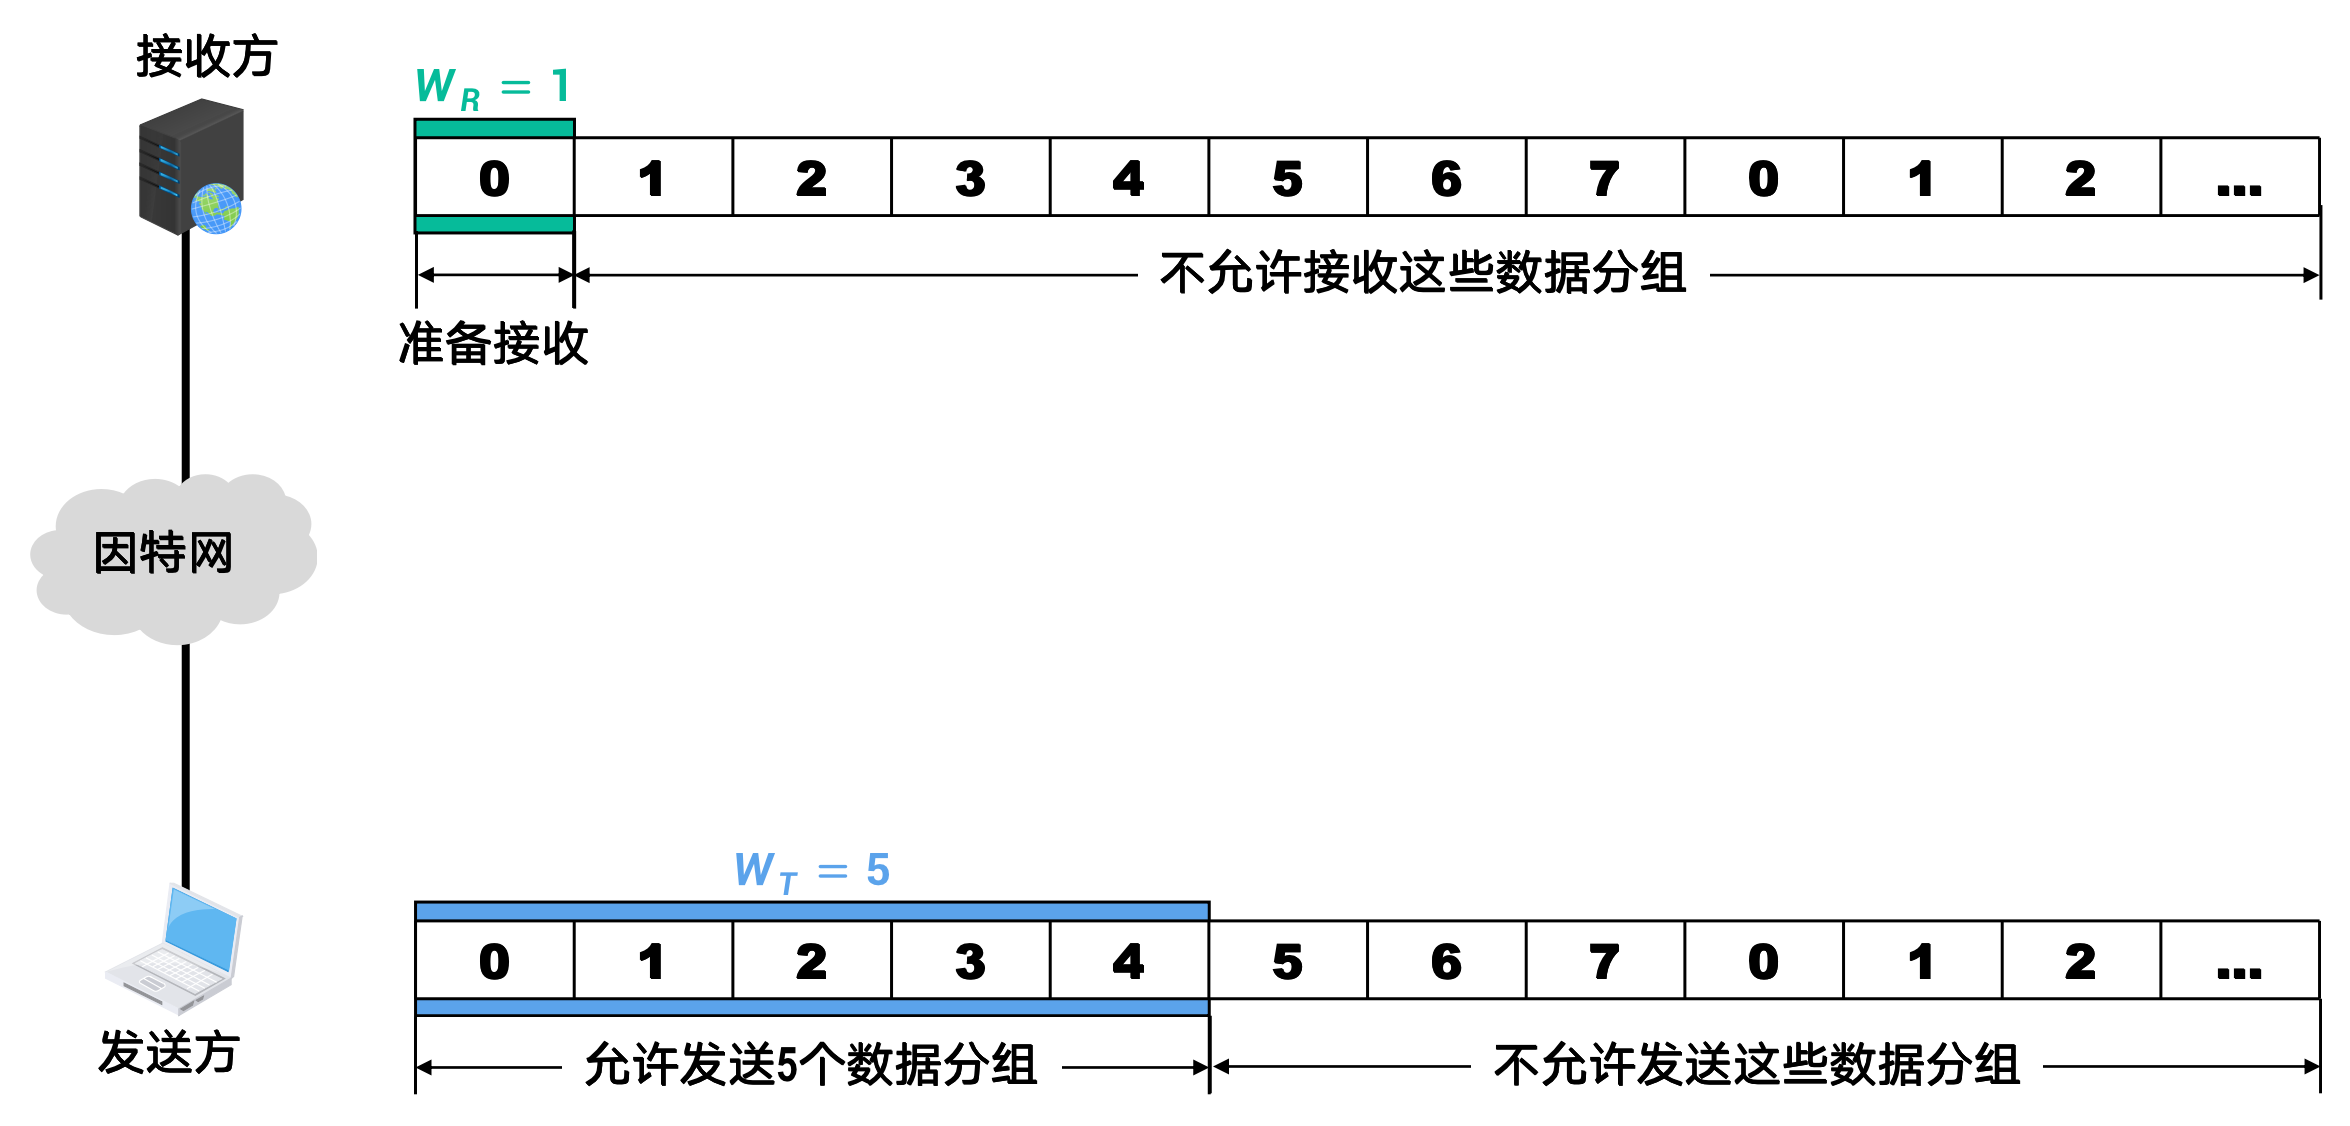 接收方
W_R = 1
0 1 2 3 4 5 6 7 0 1 2 ...
不允许接收这些数据分组
准备接收
因特网
W_T = 5
0 1 2 3 4 5 6 7 0 1 2 ...
发送方
允许发送5个数据分组
不允许发送这些数据分组